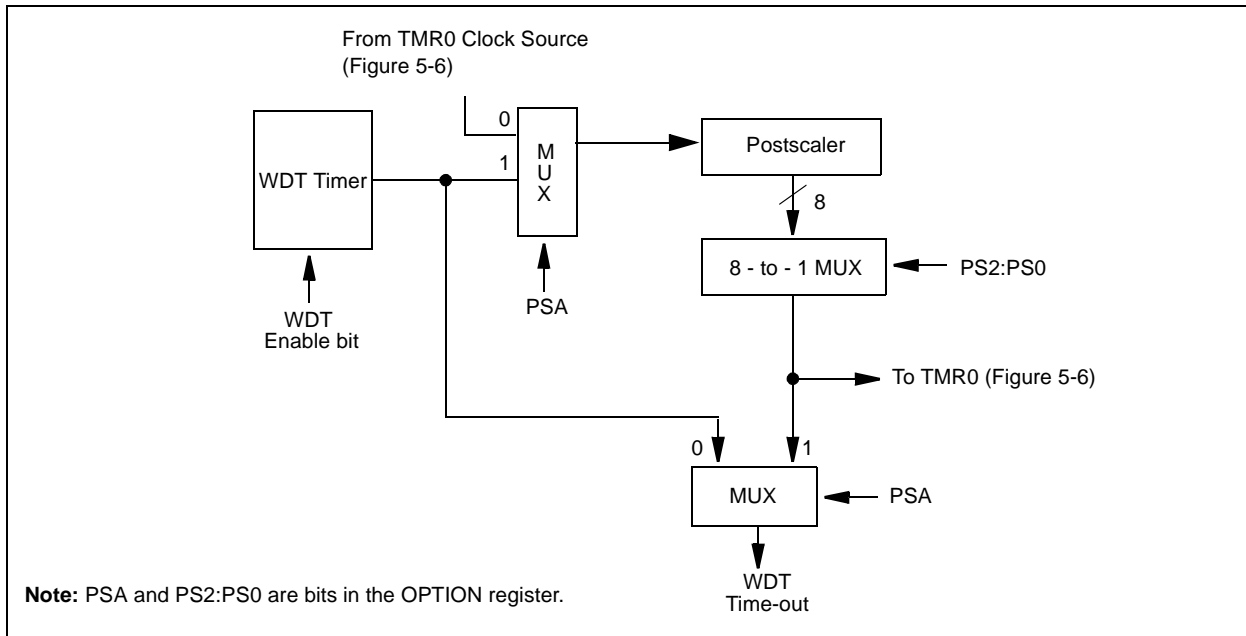 From TMR0 Clock Source
(Figure 5-6)
0
1
M
U
X
WDT Timer
Postscaler
8
8 - to - 1 MUX
PS2:PS0
PSA
WDT
Enable bit
To TMR0 (Figure 5-6)
0
1
MUX
PSA
WDT
Time-out
Note: PSA and PS2:PS0 are bits in the OPTION register.